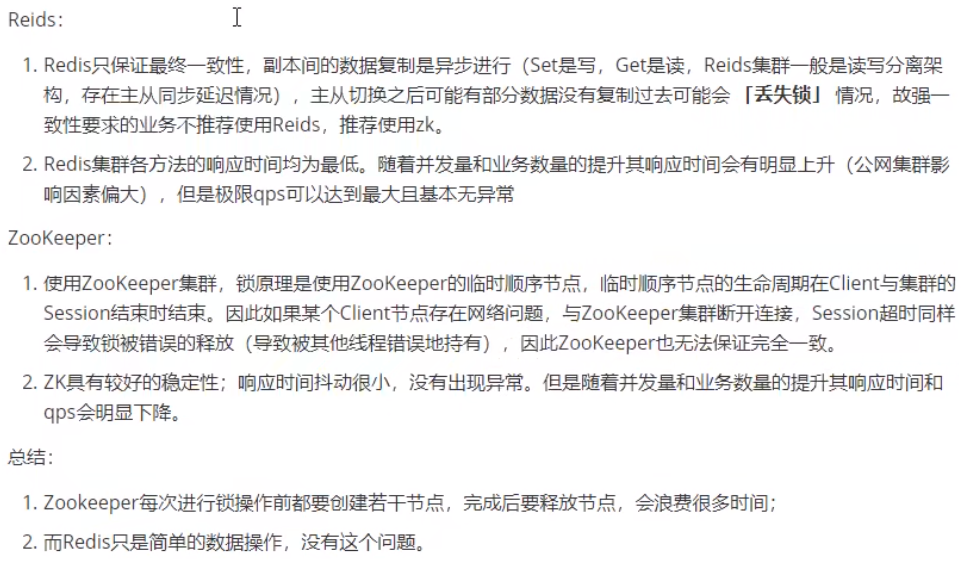 Reids：
1. Redis只保证最终一致性，副本间的数据复制是异步进行（Set是写，Get是读，Reids集群一般是读写分离架
构，存在主从同步延迟情况），主从切换之后可能有部分数据没有复制过去可能会「丢失锁」情况，故强一
致性要求的业务不推荐使用Reids，推荐使用zk。
2. Redis集群各方法的响应时间均为最低。随着并发量和业务数量的提升其响应时间会有明显上升（公网集群影
响因素偏大），但是极限qps可以达到最大且基本无异常
ZooKeeper：
1. 使用ZooKeeper集群，锁原理是使用ZooKeeper的临时顺序节点，临时顺序节点的生命周期在Client与集群的
Session结束时结束。因此如果某个Client节点存在网络问题，与ZooKeeper集群断开连接，Session超时同样
会导致锁被错误的释放（导致被其他线程错误地持有），因此ZooKeeper也无法保证完全一致。
2. ZK具有较好的稳定性；响应时间抖动很小，没有出现异常。但是随着并发量和业务数量的提升其响应时间和
qps会明显下降。
总结：
1. Zookeeper每次进行锁操作前都要创建若干节点，完成后要释放节点，会浪费很多时间；
2. 而Redis只是简单的数据操作，没有这个问题。